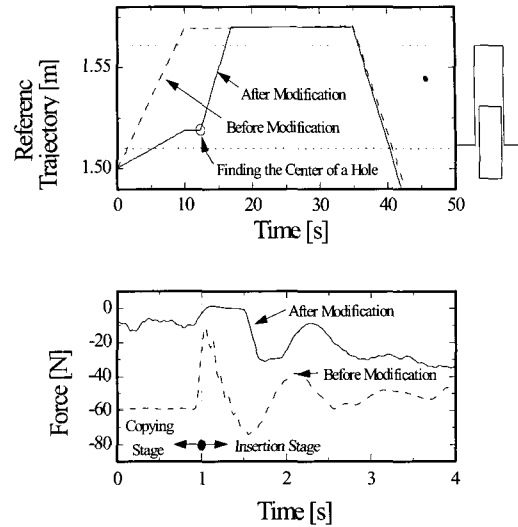 Referenc
Trajectory [m]
1.55
1.50
After Modification
Before Modification
Finding the Center of a Hole
0 10 20 30 40 50
Time [s]
Force [N]
0
-20
-40
-60
-80
After Modification
Before Modification
Copying
Stage
Insertion Stage
0 1 2 3 4
Time [s]